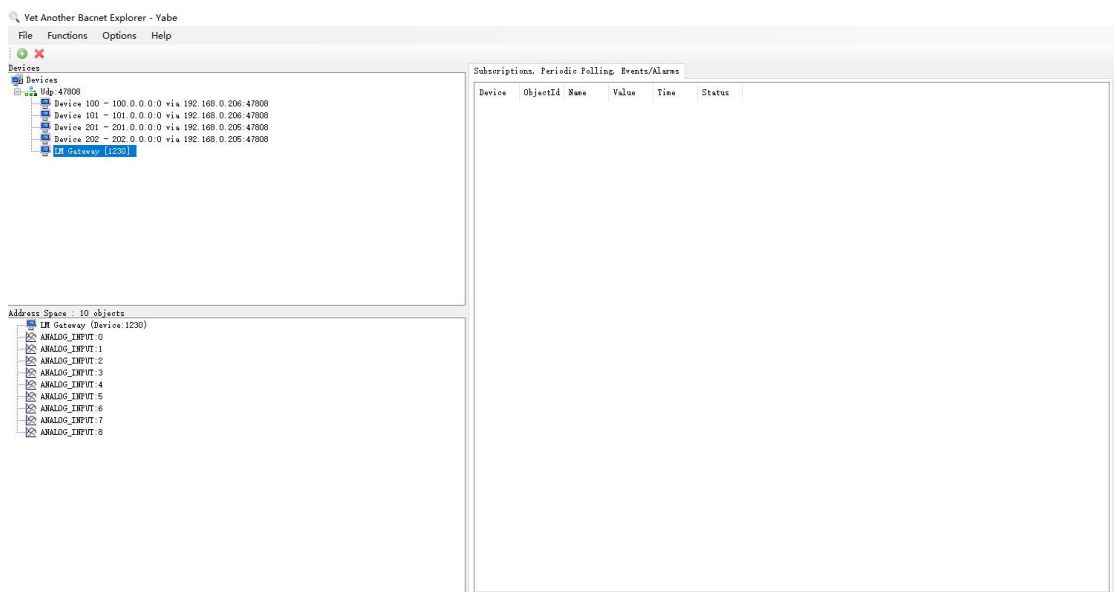 Yet Another Bacnet Explorer - Yabe
File Functions Options Help
Devices
Devices
Udp:47808
Device 100 - 100.0.0.0:0 via 192.168.0.206:47808
Device 101 - 101.0.0.0:0 via 192.168.0.206:47808
Device 201 - 201.0.0.0:0 via 192.168.0.205:47808
Device 202 - 202.0.0.0:0 via 192.168.0.205:47808
LM Gateway [1230]
Address Space : 10 objects
LM Gateway (Device:1230)
ANALOG_INPUT:0
ANALOG_INPUT:1
ANALOG_INPUT:2
ANALOG_INPUT:3
ANALOG_INPUT:4
ANALOG_INPUT:5
ANALOG_INPUT:6
ANALOG_INPUT:7
ANALOG_INPUT:8
Subscriptions, Periodic Polling, Events/Alarms
Device ObjectId Name Value Time Status